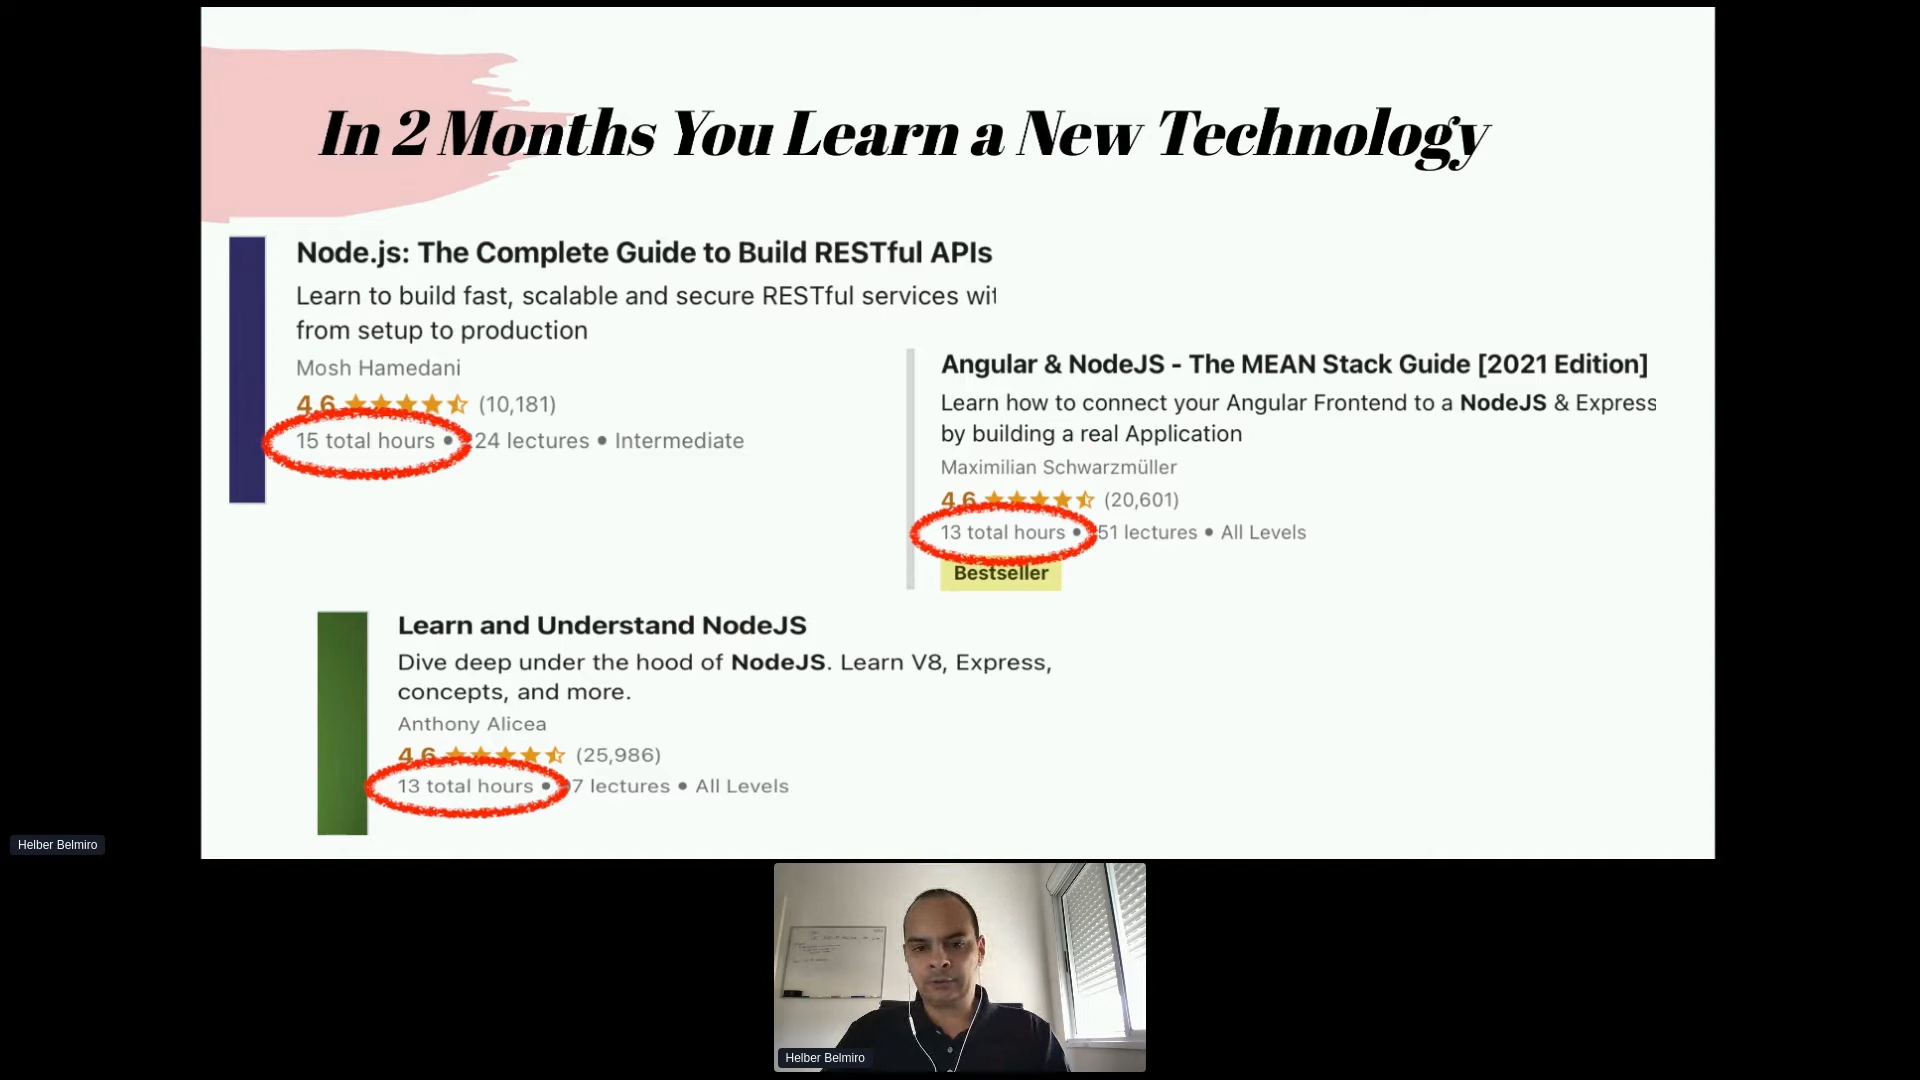 In 2 Months You Learn a New Technology
Node.js: The Complete Guide to Build RESTful APIs
Learn to build fast, scalable and secure RESTful services wit
from setup to production
Mosh Hamedani
4.6 (10,181)
15 total hours • 24 lectures • Intermediate
Angular & NodeJS - The MEAN Stack Guide [2021 Edition]
Learn how to connect your Angular Frontend to a NodeJS & Express
by building a real Application
Maximilian Schwarzmüller
4.6 (20,601)
13 total hours • 51 lectures • All Levels
Bestseller
Learn and Understand NodeJS
Dive deep under the hood of NodeJS. Learn V8, Express,
concepts, and more.
Anthony Alicea
4.6 (25,986)
13 total hours • 7 lectures • All Levels
Helber Belmiro
Helber Belmiro